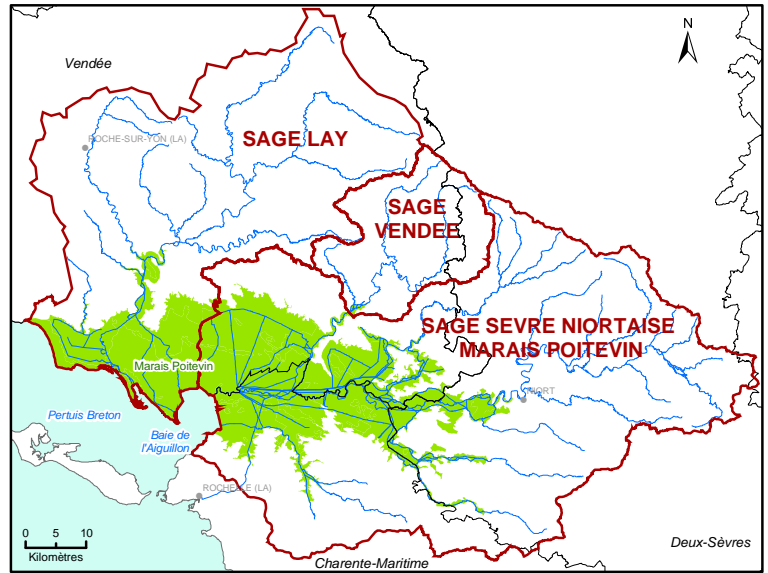 N
Vendée
ROCHE-SUR-YON (LA)
SAGE LAY
SAGE
VENDEE
SAGE SEVRE NIORTAISE
MARAIS POITEVIN
Marais Poitevin
NIORT
Pertuis Breton
Baie de
l'Aiguillon
ROCHELLE (LA)
0 5 10
Kilomètres
Deux-Sèvres
Charente-Maritime